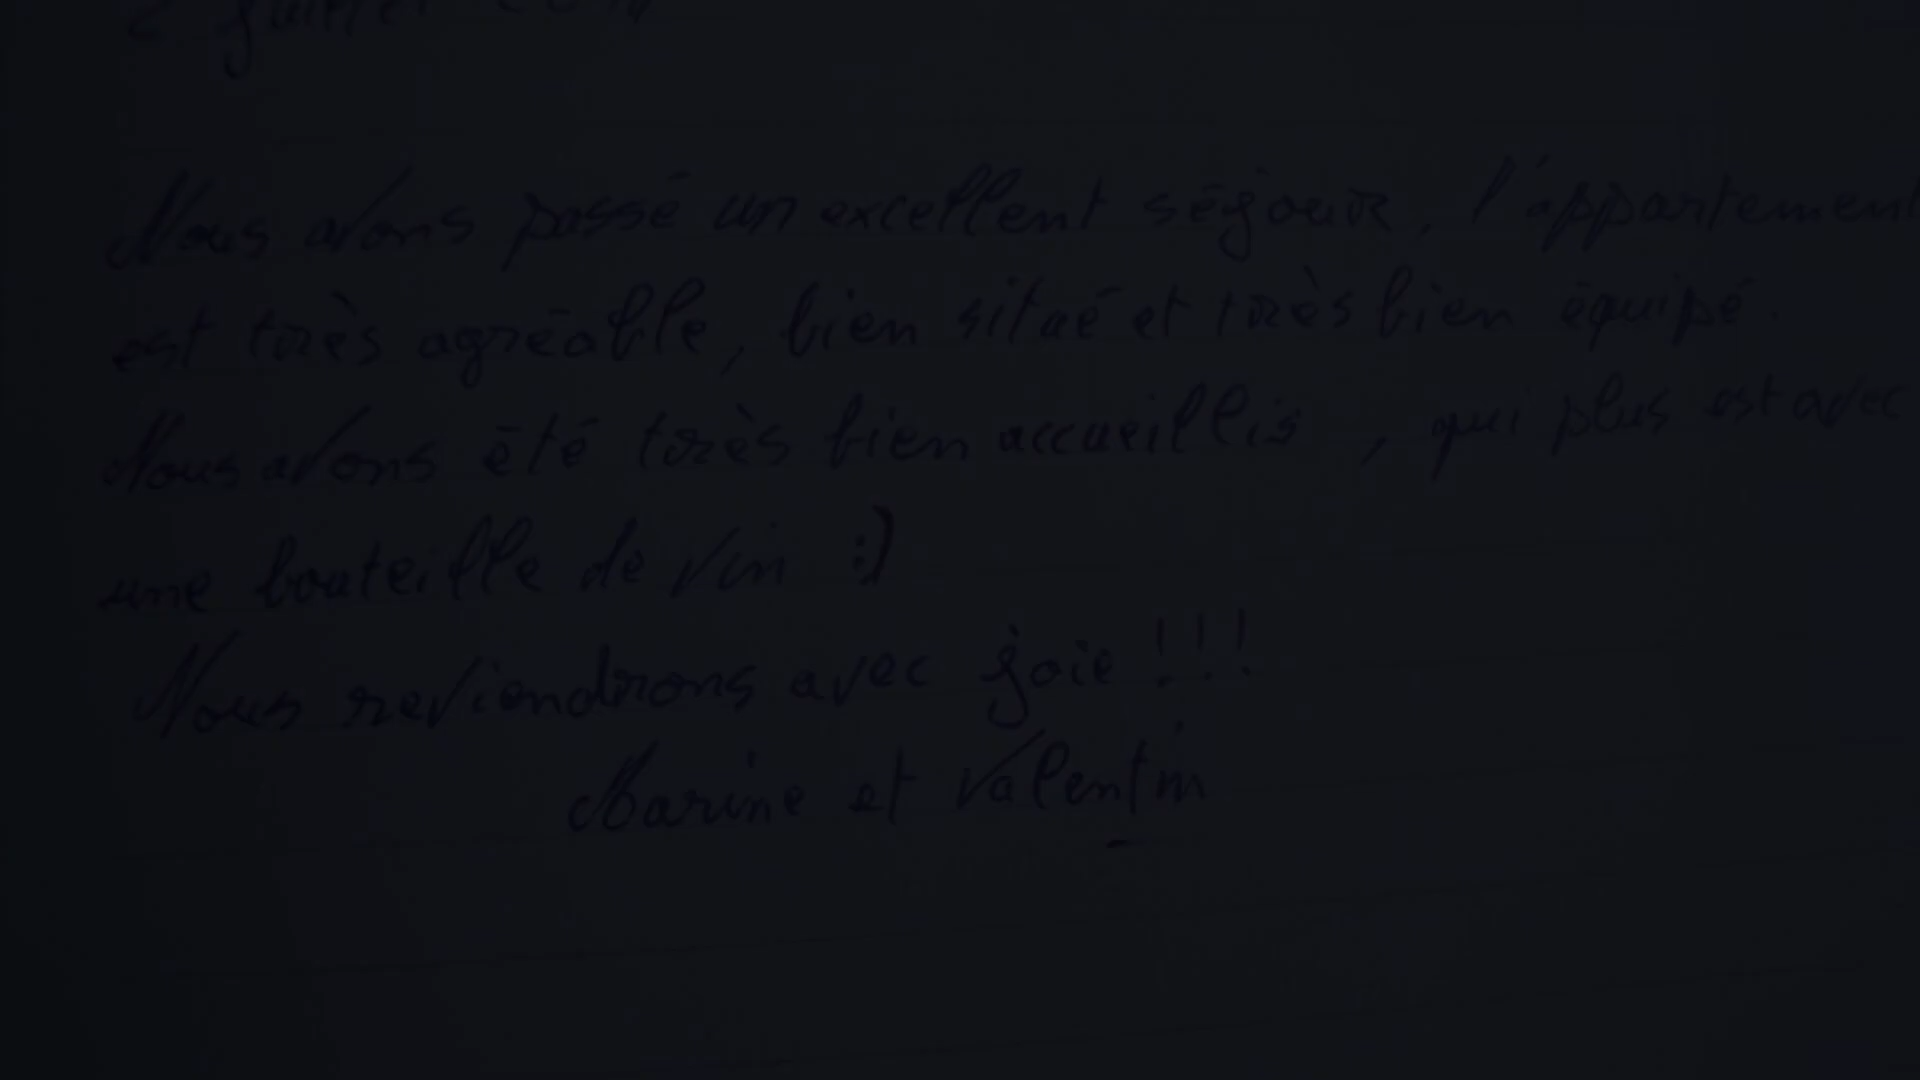 Nous avons passé un excellent séjour, l'appartement
est très agréable, bien situé et très bien équipé.
Nous avons été très bien accueillis, qui plus est avec
une bouteille de vin :)
Nous reviendrons avec joie !!!
Marine et Valentin